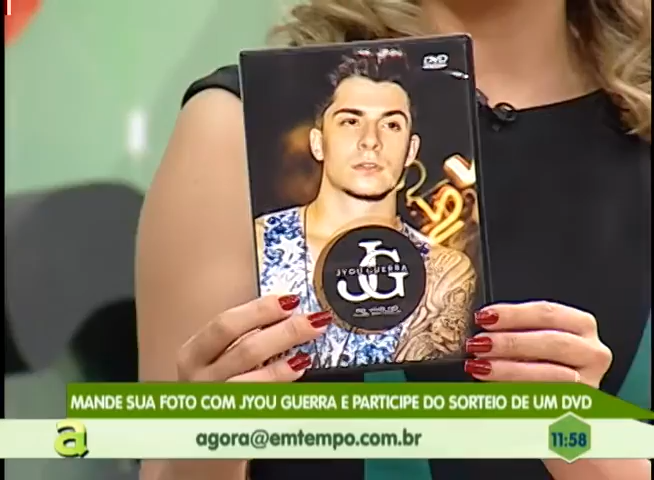 DVD
JG
JYOU GUERRA
MANDE SUA FOTO COM JYOU GUERRA E PARTICIPE DO SORTEIO DE UM DVD
a
agora@emtempo.com.br
11:58